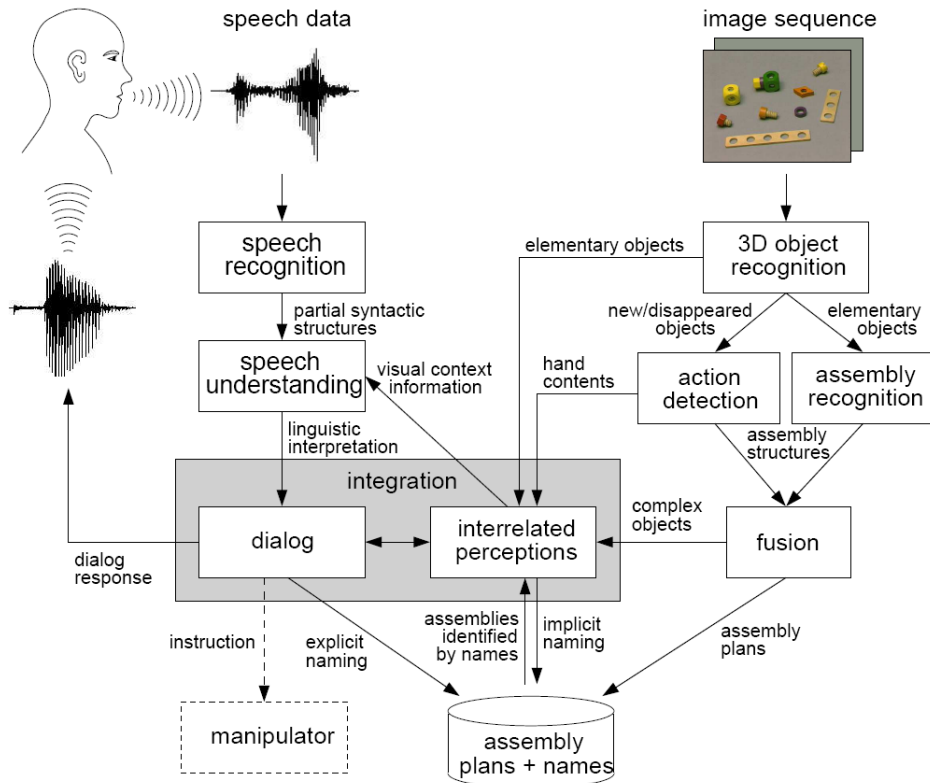 speech data
image sequence
speech
recognition
elementary objects
3D object
recognition
partial syntactic
structures
new/disappeared
objects
elementary
objects
speech
understanding
visual context
information
hand
contents
action
detection
assembly
recognition
linguistic
interpretation
assembly
structures
integration
dialog
interrelated
perceptions
complex
objects
fusion
dialog
response
instruction
explicit
naming
assemblies
identified
by names
implicit
naming
assembly
plans
manipulator
assembly
plans + names